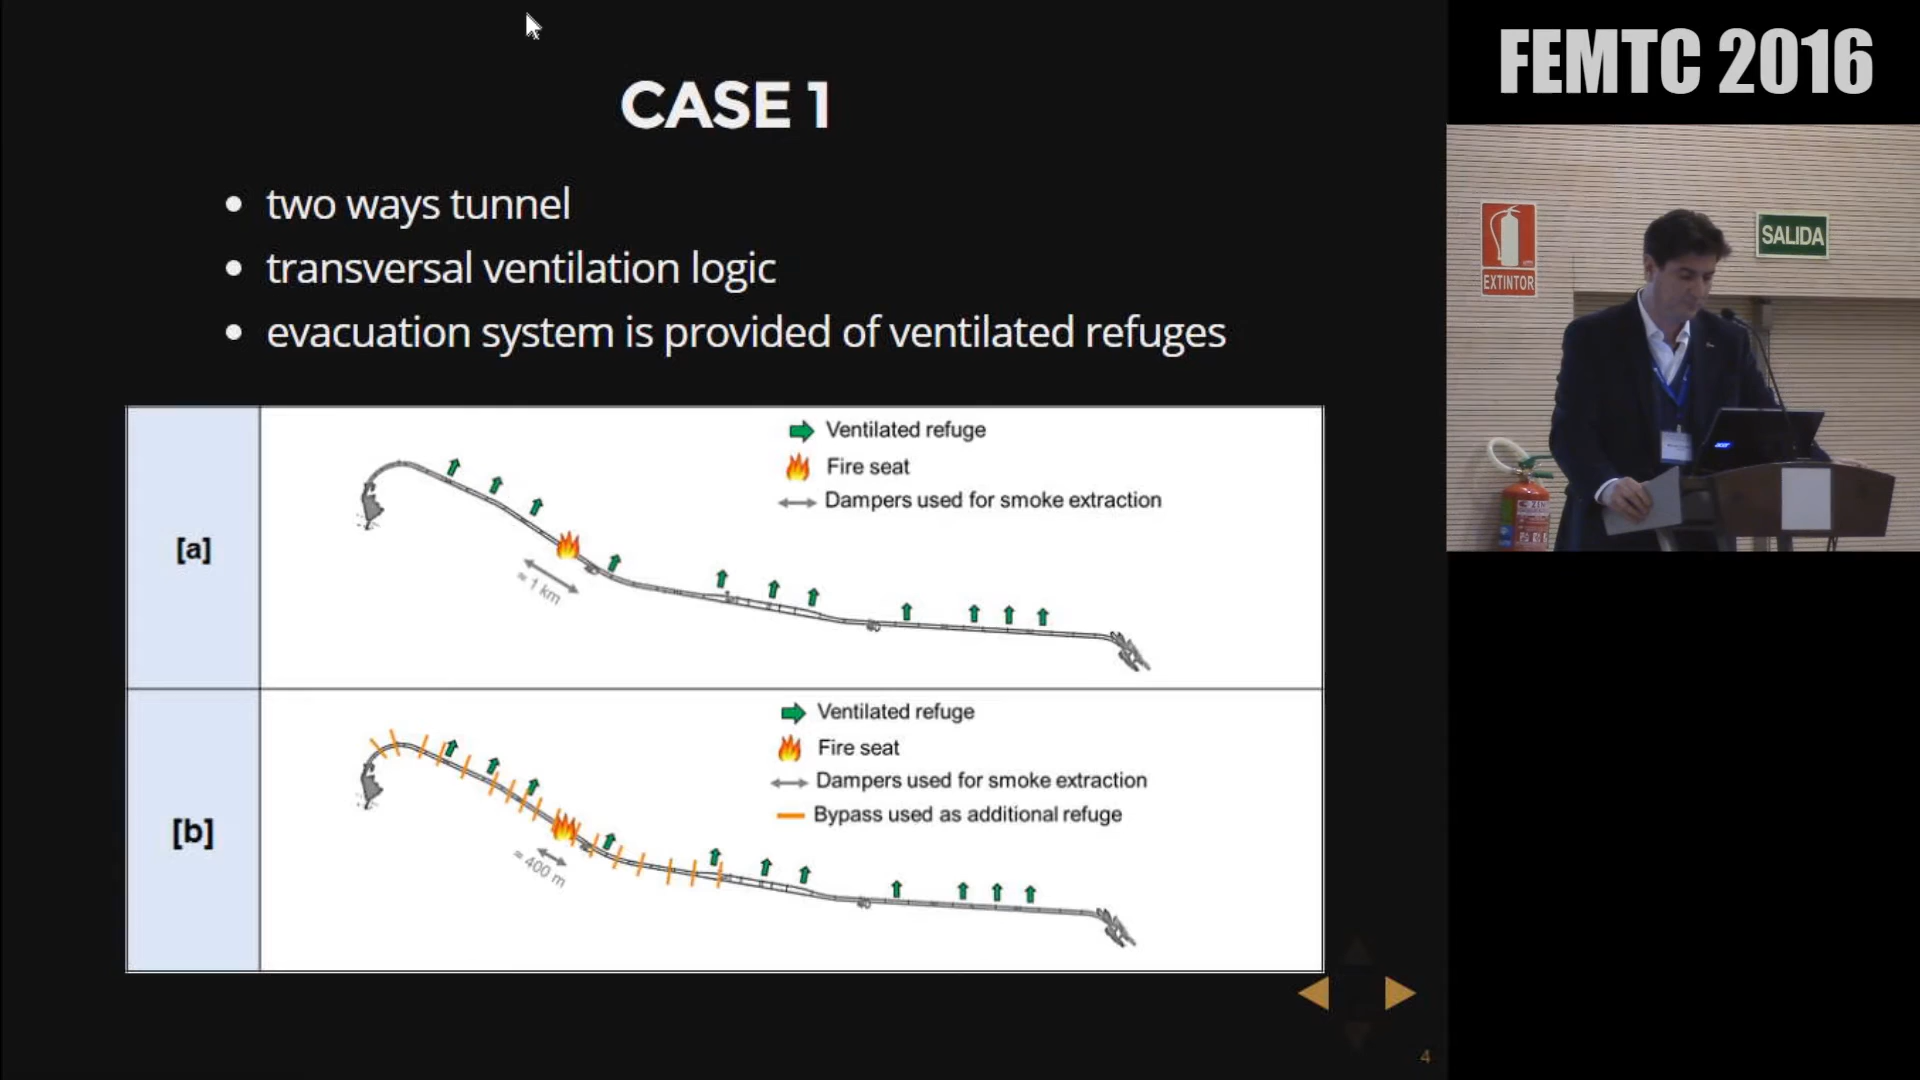 FEMTC 2016
CASE 1
two ways tunnel
transversal ventilation logic
evacuation system is provided of ventilated refuges
[a]
Ventilated refuge
Fire seat
Dampers used for smoke extraction
≈ 1 km
[b]
Ventilated refuge
Fire seat
Dampers used for smoke extraction
Bypass used as additional refuge
≈ 400 m
4
EXTINTOR
SALIDA
acer